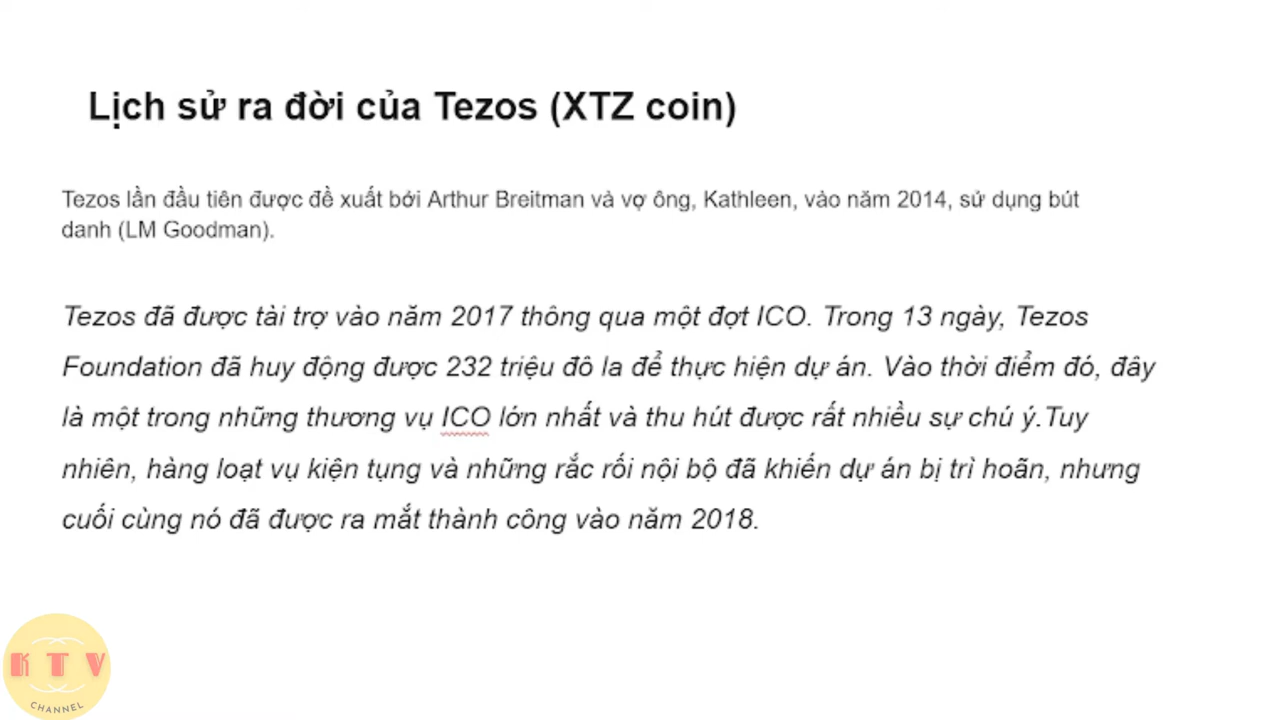 Lịch sử ra đời của Tezos (XTZ coin)
Tezos lần đầu tiên được đề xuất bởi Arthur Breitman và vợ ông, Kathleen, vào năm 2014, sử dụng bút
danh (LM Goodman).
Tezos đã được tài trợ vào năm 2017 thông qua một đợt ICO. Trong 13 ngày, Tezos
Foundation đã huy động được 232 triệu đô la để thực hiện dự án. Vào thời điểm đó, đây
là một trong những thương vụ ICO lớn nhất và thu hút được rất nhiều sự chú ý.Tuy
nhiên, hàng loạt vụ kiện tụng và những rắc rối nội bộ đã khiến dự án bị trì hoãn, nhưng
cuối cùng nó đã được ra mắt thành công vào năm 2018.
KTV
CHANNEL